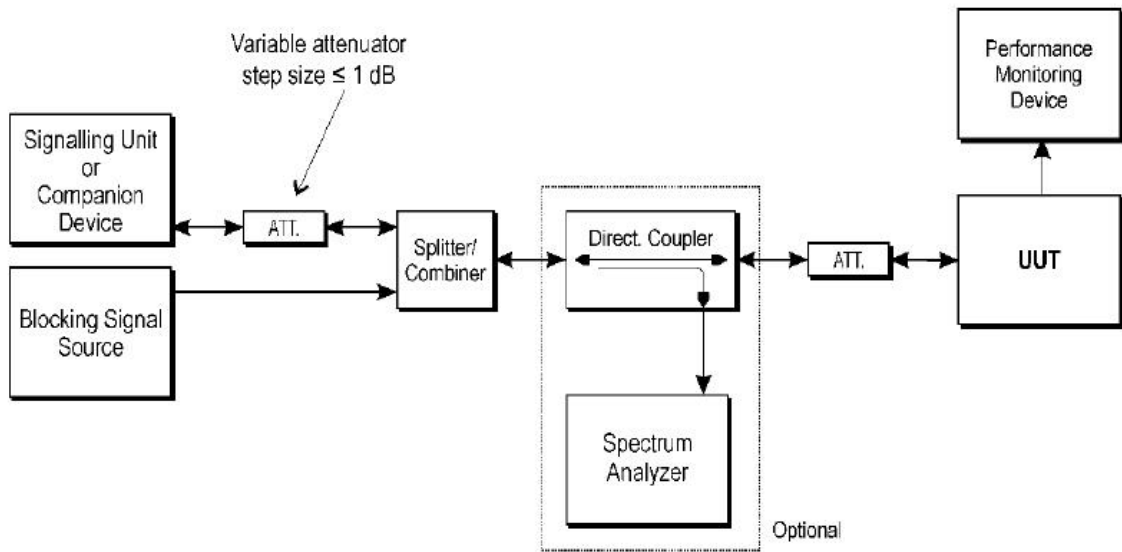 Variable attenuator
step size ≤ 1 dB
Performance
Monitoring
Device
Signalling Unit
or
Companion
Device
ATT.
Splitter/
Combiner
Direct. Coupler
ATT.
UUT
Blocking Signal
Source
Spectrum
Analyzer
Optional